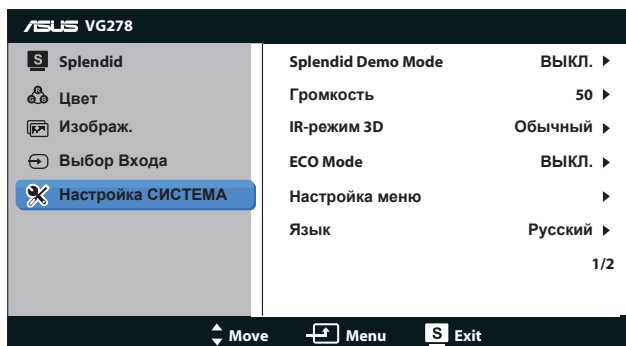 ASUS VG278
S Splendid
Цвет
Изображ.
Выбор Входа
Настройка СИСТЕМА
Splendid Demo Mode ВЫКЛ.
Громкость 50
IR-режим 3D Обычный
ECO Mode ВЫКЛ.
Настройка меню
Язык Русский
1/2
Move Menu S Exit